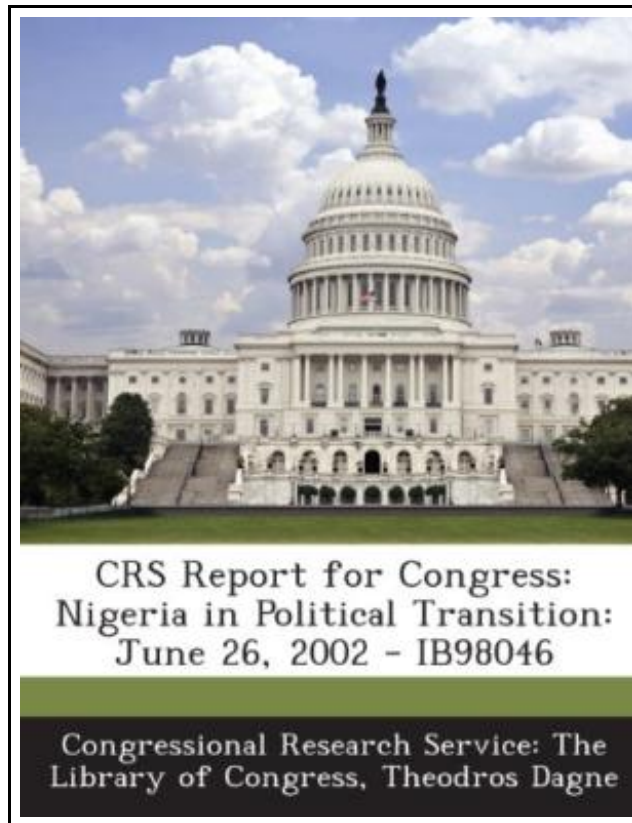 CRS Report for Congress:
Nigeria in Political Transition:
June 26, 2002 - IB98046
Congressional Research Service: The
Library of Congress, Theodros Dagne